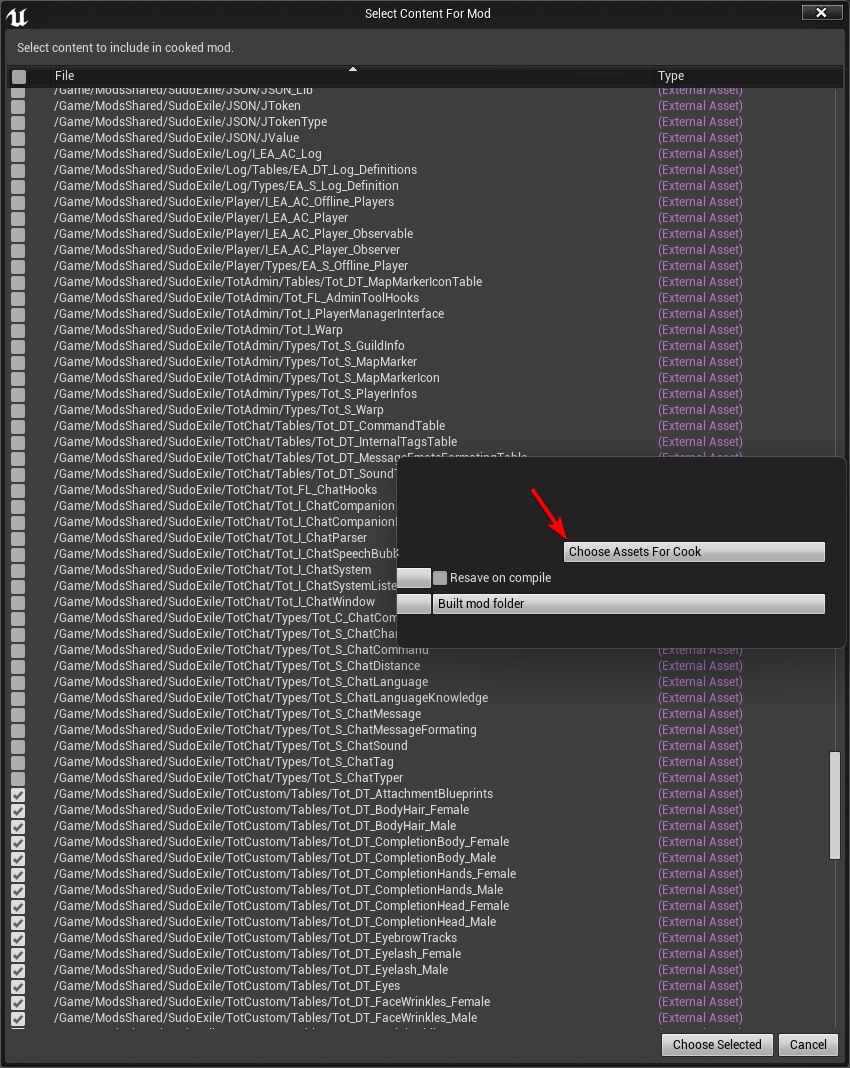 Select Content For Mod
Select content to include in cooked mod.
File Type
/Game/ModsShared/SudoExile/JSON/JSON_Lib (External Asset)
/Game/ModsShared/SudoExile/JSON/JToken (External Asset)
/Game/ModsShared/SudoExile/JSON/JTokenType (External Asset)
/Game/ModsShared/SudoExile/JSON/JValue (External Asset)
/Game/ModsShared/SudoExile/Log/I_EA_AC_Log (External Asset)
/Game/ModsShared/SudoExile/Log/Tables/EA_DT_Log_Definitions (External Asset)
/Game/ModsShared/SudoExile/Log/Types/EA_S_Log_Definition (External Asset)
/Game/ModsShared/SudoExile/Player/I_EA_AC_Offline_Players (External Asset)
/Game/ModsShared/SudoExile/Player/I_EA_AC_Player (External Asset)
/Game/ModsShared/SudoExile/Player/I_EA_AC_Player_Observable (External Asset)
/Game/ModsShared/SudoExile/Player/I_EA_AC_Player_Observer (External Asset)
/Game/ModsShared/SudoExile/Player/Types/EA_S_Offline_Player (External Asset)
/Game/ModsShared/SudoExile/TotAdmin/Tables/Tot_DT_MapMarkerIconTable (External Asset)
/Game/ModsShared/SudoExile/TotAdmin/Tot_FL_AdminToolHooks (External Asset)
/Game/ModsShared/SudoExile/TotAdmin/Tot_I_PlayerManagerInterface (External Asset)
/Game/ModsShared/SudoExile/TotAdmin/Tot_I_Warp (External Asset)
/Game/ModsShared/SudoExile/TotAdmin/Types/Tot_S_GuildInfo (External Asset)
/Game/ModsShared/SudoExile/TotAdmin/Types/Tot_S_MapMarker (External Asset)
/Game/ModsShared/SudoExile/TotAdmin/Types/Tot_S_MapMarkerIcon (External Asset)
/Game/ModsShared/SudoExile/TotAdmin/Types/Tot_S_PlayerInfos (External Asset)
/Game/ModsShared/SudoExile/TotAdmin/Types/Tot_S_Warp (External Asset)
/Game/ModsShared/SudoExile/TotChat/Tables/Tot_DT_CommandTable (External Asset)
/Game/ModsShared/SudoExile/TotChat/Tables/Tot_DT_InternalTagsTable (External Asset)
/Game/ModsShared/SudoExile/TotChat/Tables/Tot_DT_MessageEmoteFormatingTable (External Asset)
/Game/ModsShared/SudoExile/TotChat/Tables/Tot_DT_SoundT
/Game/ModsShared/SudoExile/TotChat/Tot_FL_ChatHooks
/Game/ModsShared/SudoExile/TotChat/Tot_I_ChatCompanion
/Game/ModsShared/SudoExile/TotChat/Tot_I_ChatCompanion
/Game/ModsShared/SudoExile/TotChat/Tot_I_ChatParser
/Game/ModsShared/SudoExile/TotChat/Tot_I_ChatSpeechBubb
/Game/ModsShared/SudoExile/TotChat/Tot_I_ChatSystem
/Game/ModsShared/SudoExile/TotChat/Tot_I_ChatSystemListe
/Game/ModsShared/SudoExile/TotChat/Tot_I_ChatWindow
/Game/ModsShared/SudoExile/TotChat/Types/Tot_C_ChatCom
/Game/ModsShared/SudoExile/TotChat/Types/Tot_S_ChatChan
Choose Assets For Cook
Resave on compile
Built mod folder
/Game/ModsShared/SudoExile/TotChat/Types/Tot_S_ChatCommand (External Asset)
/Game/ModsShared/SudoExile/TotChat/Types/Tot_S_ChatDistance (External Asset)
/Game/ModsShared/SudoExile/TotChat/Types/Tot_S_ChatLanguage (External Asset)
/Game/ModsShared/SudoExile/TotChat/Types/Tot_S_ChatLanguageKnowledge (External Asset)
/Game/ModsShared/SudoExile/TotChat/Types/Tot_S_ChatMessage (External Asset)
/Game/ModsShared/SudoExile/TotChat/Types/Tot_S_ChatMessageFormating (External Asset)
/Game/ModsShared/SudoExile/TotChat/Types/Tot_S_ChatSound (External Asset)
/Game/ModsShared/SudoExile/TotChat/Types/Tot_S_ChatTag (External Asset)
/Game/ModsShared/SudoExile/TotChat/Types/Tot_S_ChatTyper (External Asset)
/Game/ModsShared/SudoExile/TotCustom/Tables/Tot_DT_AttachmentBlueprints (External Asset)
/Game/ModsShared/SudoExile/TotCustom/Tables/Tot_DT_BodyHair_Female (External Asset)
/Game/ModsShared/SudoExile/TotCustom/Tables/Tot_DT_BodyHair_Male (External Asset)
/Game/ModsShared/SudoExile/TotCustom/Tables/Tot_DT_CompletionBody_Female (External Asset)
/Game/ModsShared/SudoExile/TotCustom/Tables/Tot_DT_CompletionBody_Male (External Asset)
/Game/ModsShared/SudoExile/TotCustom/Tables/Tot_DT_CompletionHands_Female (External Asset)
/Game/ModsShared/SudoExile/TotCustom/Tables/Tot_DT_CompletionHands_Male (External Asset)
/Game/ModsShared/SudoExile/TotCustom/Tables/Tot_DT_CompletionHead_Female (External Asset)
/Game/ModsShared/SudoExile/TotCustom/Tables/Tot_DT_CompletionHead_Male (External Asset)
/Game/ModsShared/SudoExile/TotCustom/Tables/Tot_DT_EyebrowTracks (External Asset)
/Game/ModsShared/SudoExile/TotCustom/Tables/Tot_DT_Eyelash_Female (External Asset)
/Game/ModsShared/SudoExile/TotCustom/Tables/Tot_DT_Eyelash_Male (External Asset)
/Game/ModsShared/SudoExile/TotCustom/Tables/Tot_DT_Eyes (External Asset)
/Game/ModsShared/SudoExile/TotCustom/Tables/Tot_DT_FaceWrinkles_Female (External Asset)
/Game/ModsShared/SudoExile/TotCustom/Tables/Tot_DT_FaceWrinkles_Male (External Asset)
Choose Selected Cancel